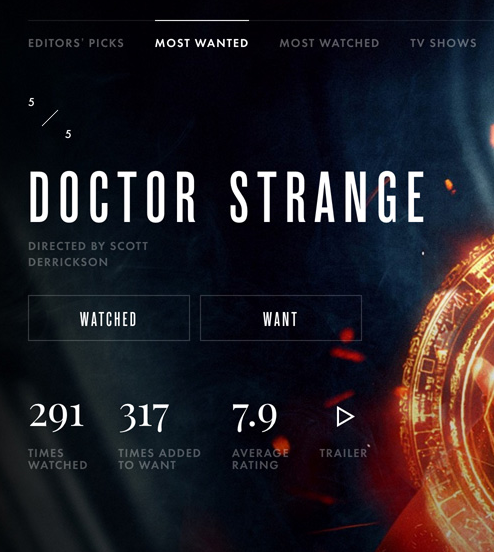 EDITORS' PICKS MOST WANTED MOST WATCHED TV SHOWS
5
5
DOCTOR STRANGE
DIRECTED BY SCOTT
DERRICKSON
WATCHED WANT
291 317 7.9
TIMES TIMES ADDED AVERAGE TRAILER
WATCHED TO WANT RATING